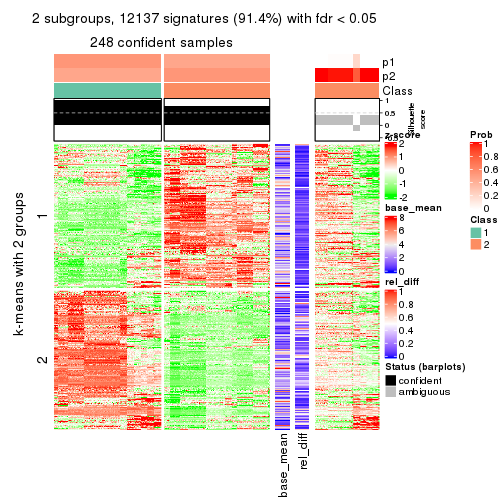 2 subgroups, 12137 signatures (91.4%) with fdr < 0.05
248 confident samples
p1
p2
Class
1
0.5
0
Silhouette
score
z-score
2
1
0
-1
-2
base_mean
8
6
4
2
0
rel_diff
1
0.8
0.6
0.4
0.2
0
Status (barplots)
confident
ambiguous
Prob
1
0.8
0.6
0.4
0.2
0
Class
1
2
k-means with 2 groups
1
2
base_mean
rel_diff